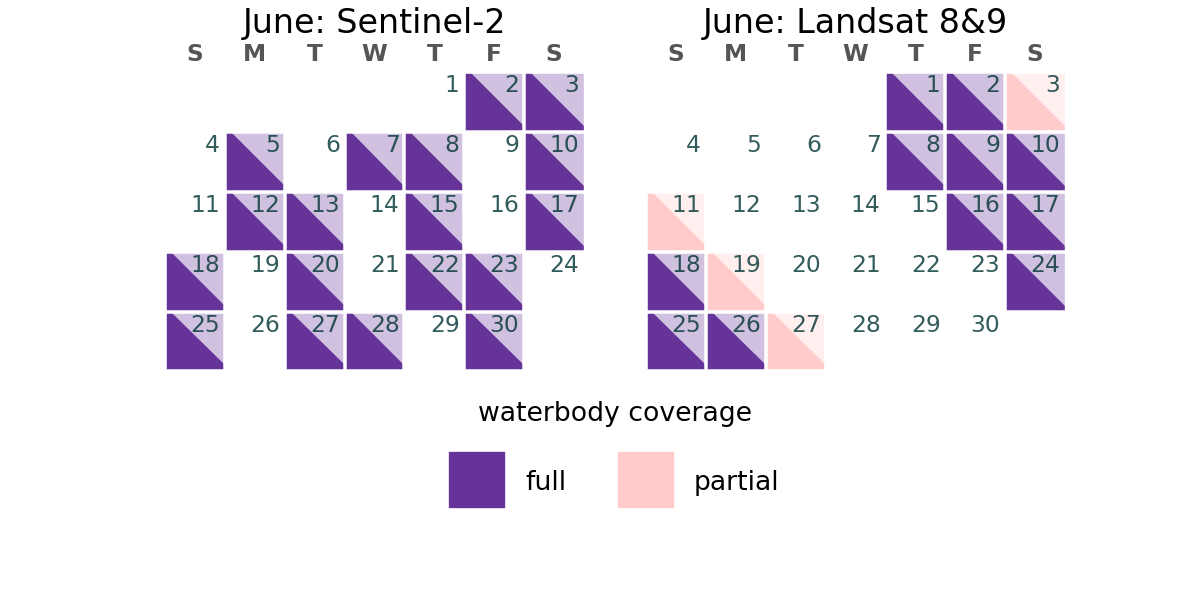 June: Sentinel-2
S M T W T F S
1 2 3
4 5 6 7 8 9 10
11 12 13 14 15 16 17
18 19 20 21 22 23 24
25 26 27 28 29 30
June: Landsat 8&9
S M T W T F S
1 2 3
4 5 6 7 8 9 10
11 12 13 14 15 16 17
18 19 20 21 22 23 24
25 26 27 28 29 30
waterbody coverage
full
partial